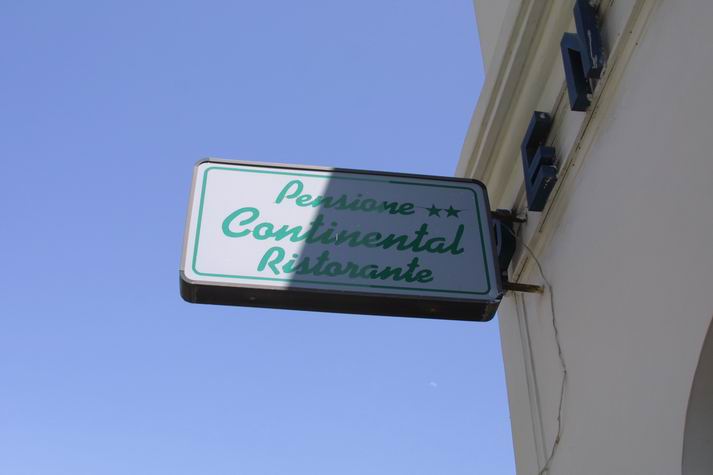 Pensione ★★
Continental
Ristorante